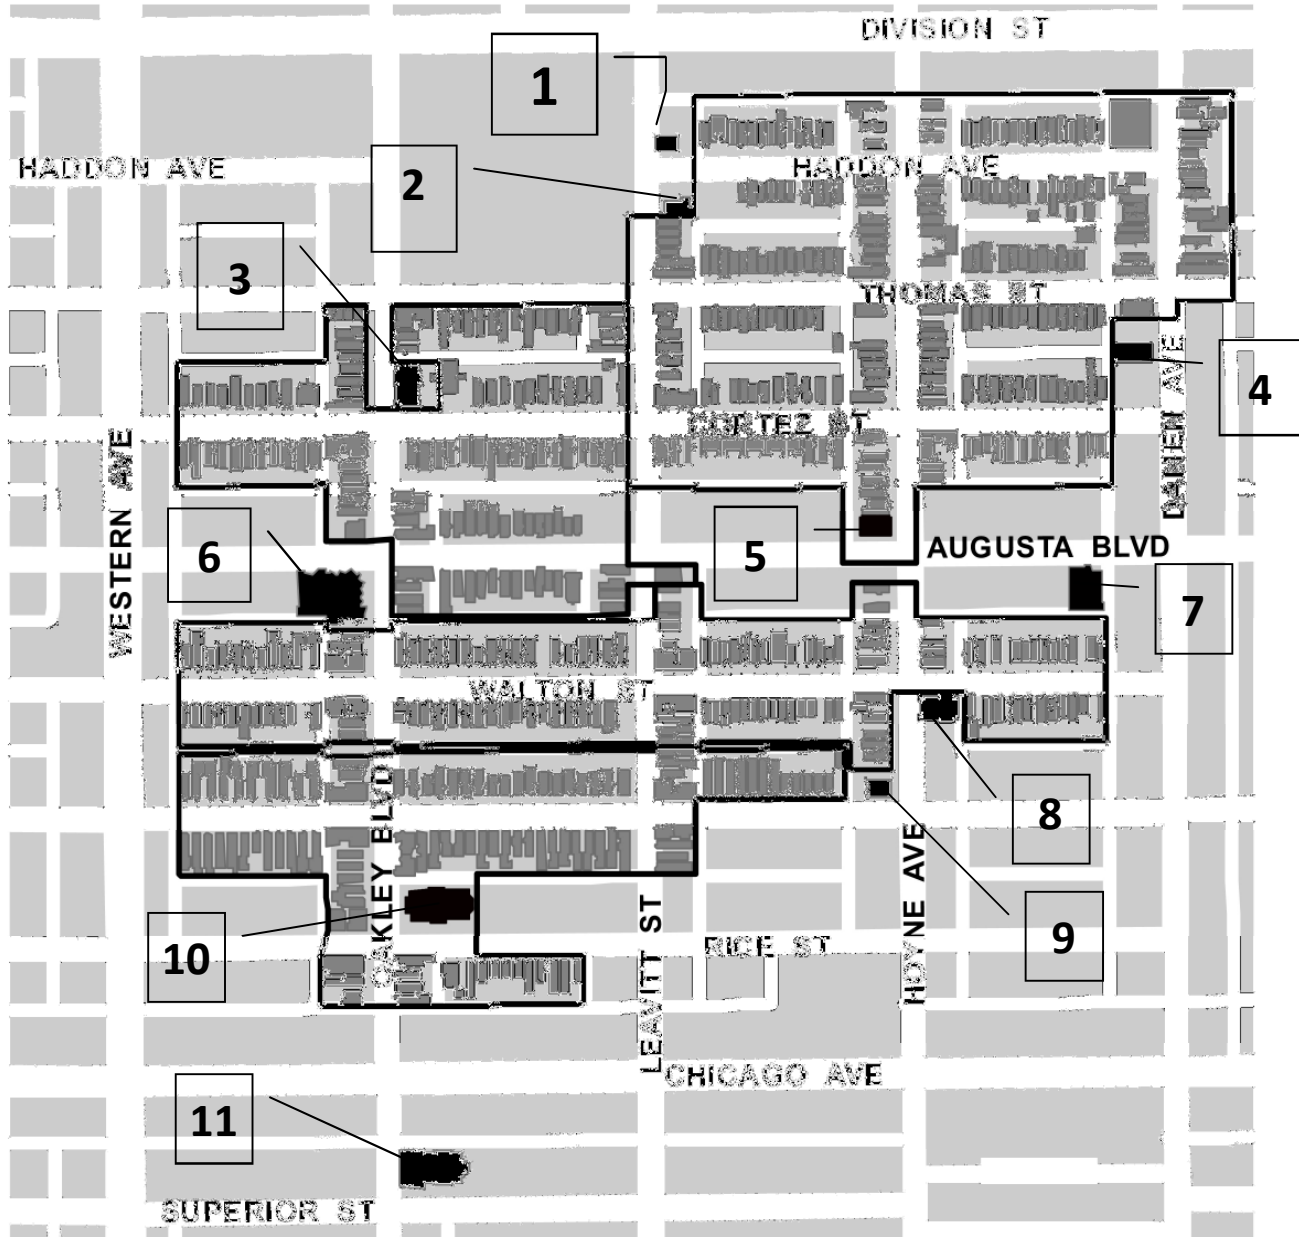 DIVISION ST
1
HADDON AVE
HADDON AVE
2
3
THOMAS ST
4
CORTEZ ST
WESTERN AVE
DAMEN AVE
5
6
AUGUSTA BLVD
7
WALTON ST
OAKLEY BLVD
8
HOYNE AVE
9
10
LEAVITT ST
RICE ST
CHICAGO AVE
11
SUPERIOR ST